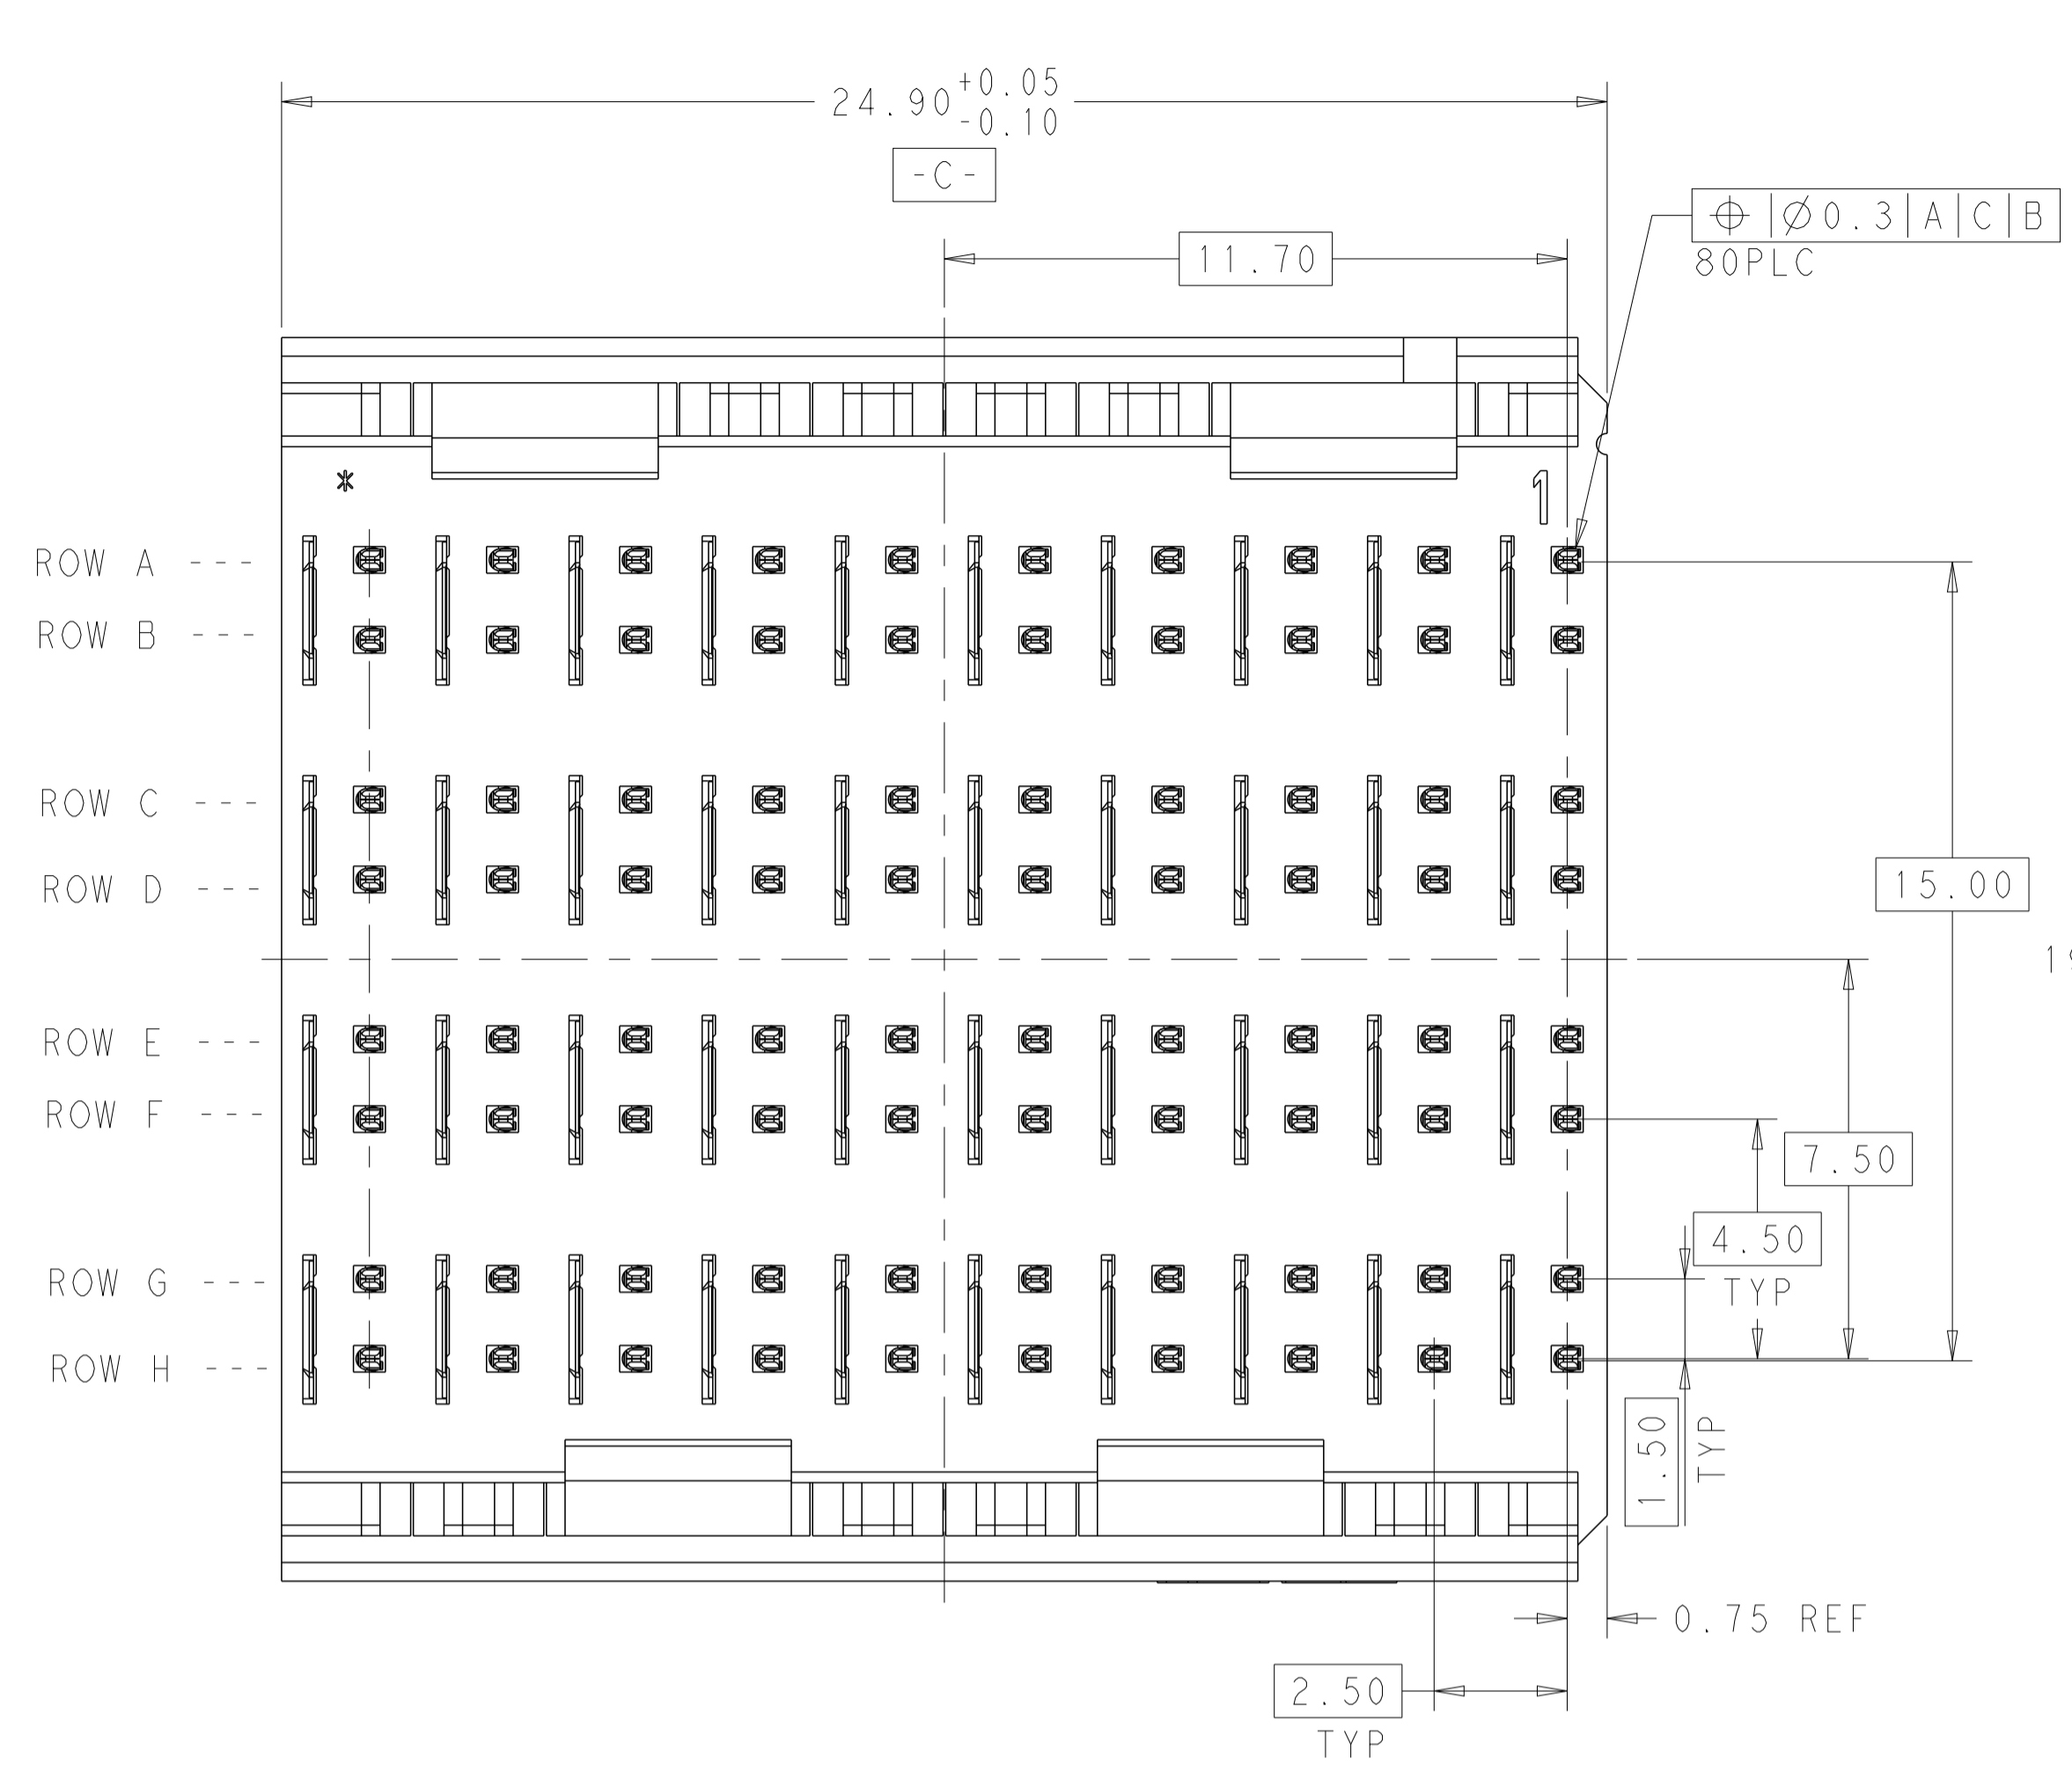 24.90 +0.05
-0.10
-C-
11.70
⌖|⌀0.3|A|C|B
80PLC
* 1
ROW A ---
ROW B ---
ROW C ---
ROW D ---
15.00
ROW E ---
ROW F ---
7.50
4.50
TYP
ROW G ---
ROW H ---
1.50
TYP
0.75 REF
2.50
TYP